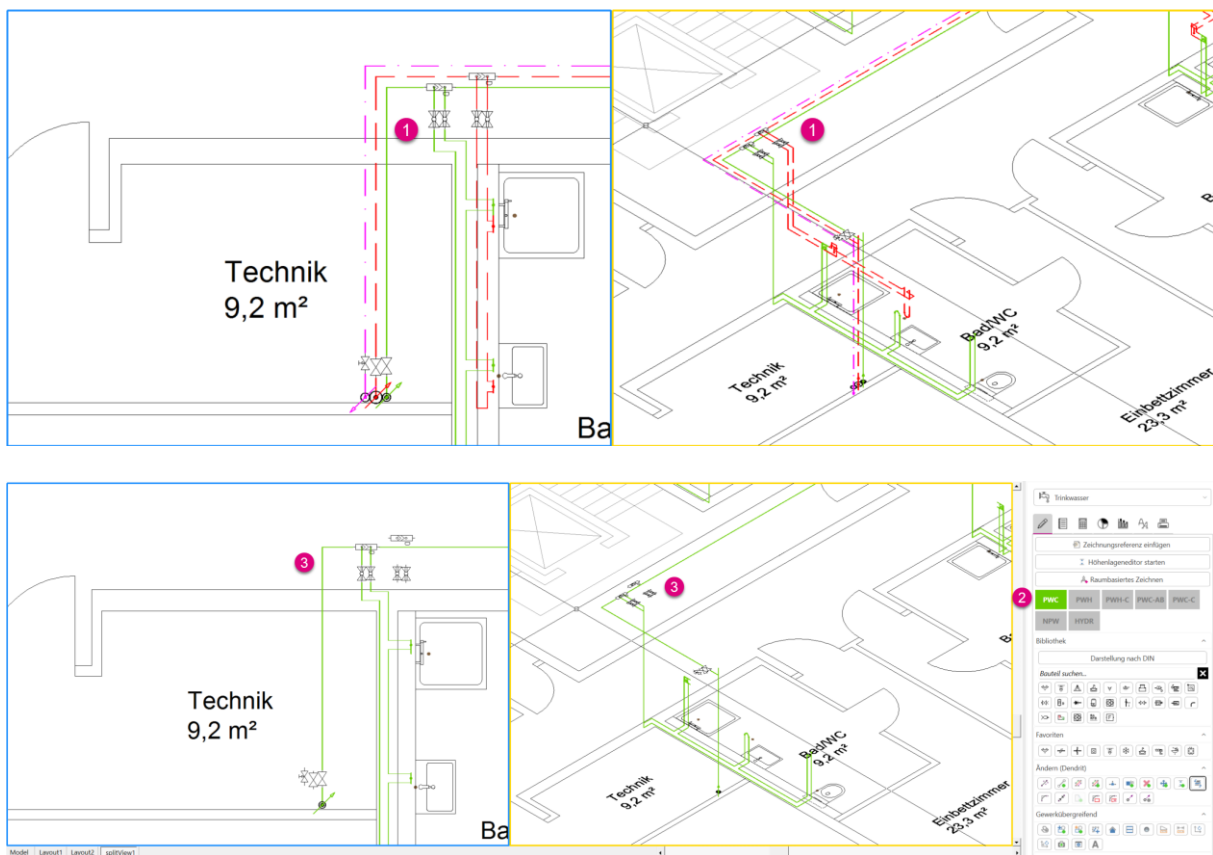 1
Technik
9,2 m²
Ba
1
Bad/WC
9,2 m²
Technik
9,2 m²
Einbettzimmer
23,3 m²
B
3
Technik
9,2 m²
Ba
3
Bad/WC
9,2 m²
Technik
9,2 m²
Einbettzimmer
23,3 m²
Trinkwasser
Zeichnungsreferenz einfügen
Höhenlageneditor starten
Raumbasiertes Zeichnen
2
PWC PWH PWH-C PWC-AB PWC-C
NPW HYDR
Bibliothek
Darstellung nach DIN
Bauteil suchen...
Favoriten
Ändern (Dendrit)
Gewerkübergreifend
Model Layout1 Layout2 splitView1